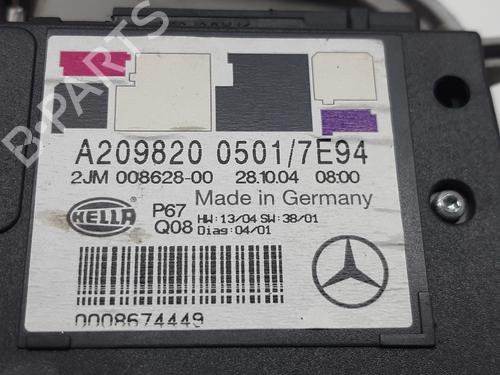 A209820 0501/7E94
2JM 008628-00 28.10.04 08:00
Made in Germany
HELLA P67 HW: 13/04 SW: 38/01
Q08 Diag: 04/01
0008674449
B-PARTS